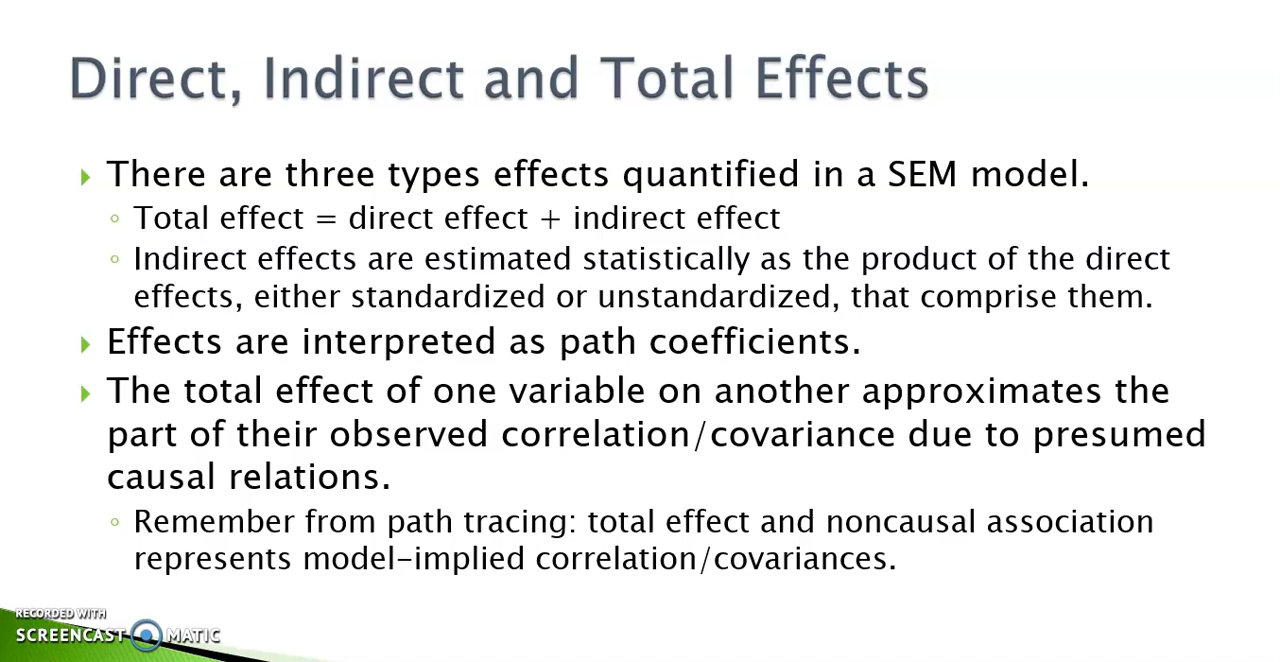 Direct, Indirect and Total Effects
There are three types effects quantified in a SEM model.
Total effect = direct effect + indirect effect
Indirect effects are estimated statistically as the product of the direct
effects, either standardized or unstandardized, that comprise them.
Effects are interpreted as path coefficients.
The total effect of one variable on another approximates the
part of their observed correlation/covariance due to presumed
causal relations.
Remember from path tracing: total effect and noncausal association
represents model-implied correlation/covariances.
RECORDED WITH
SCREENCAST MATIC